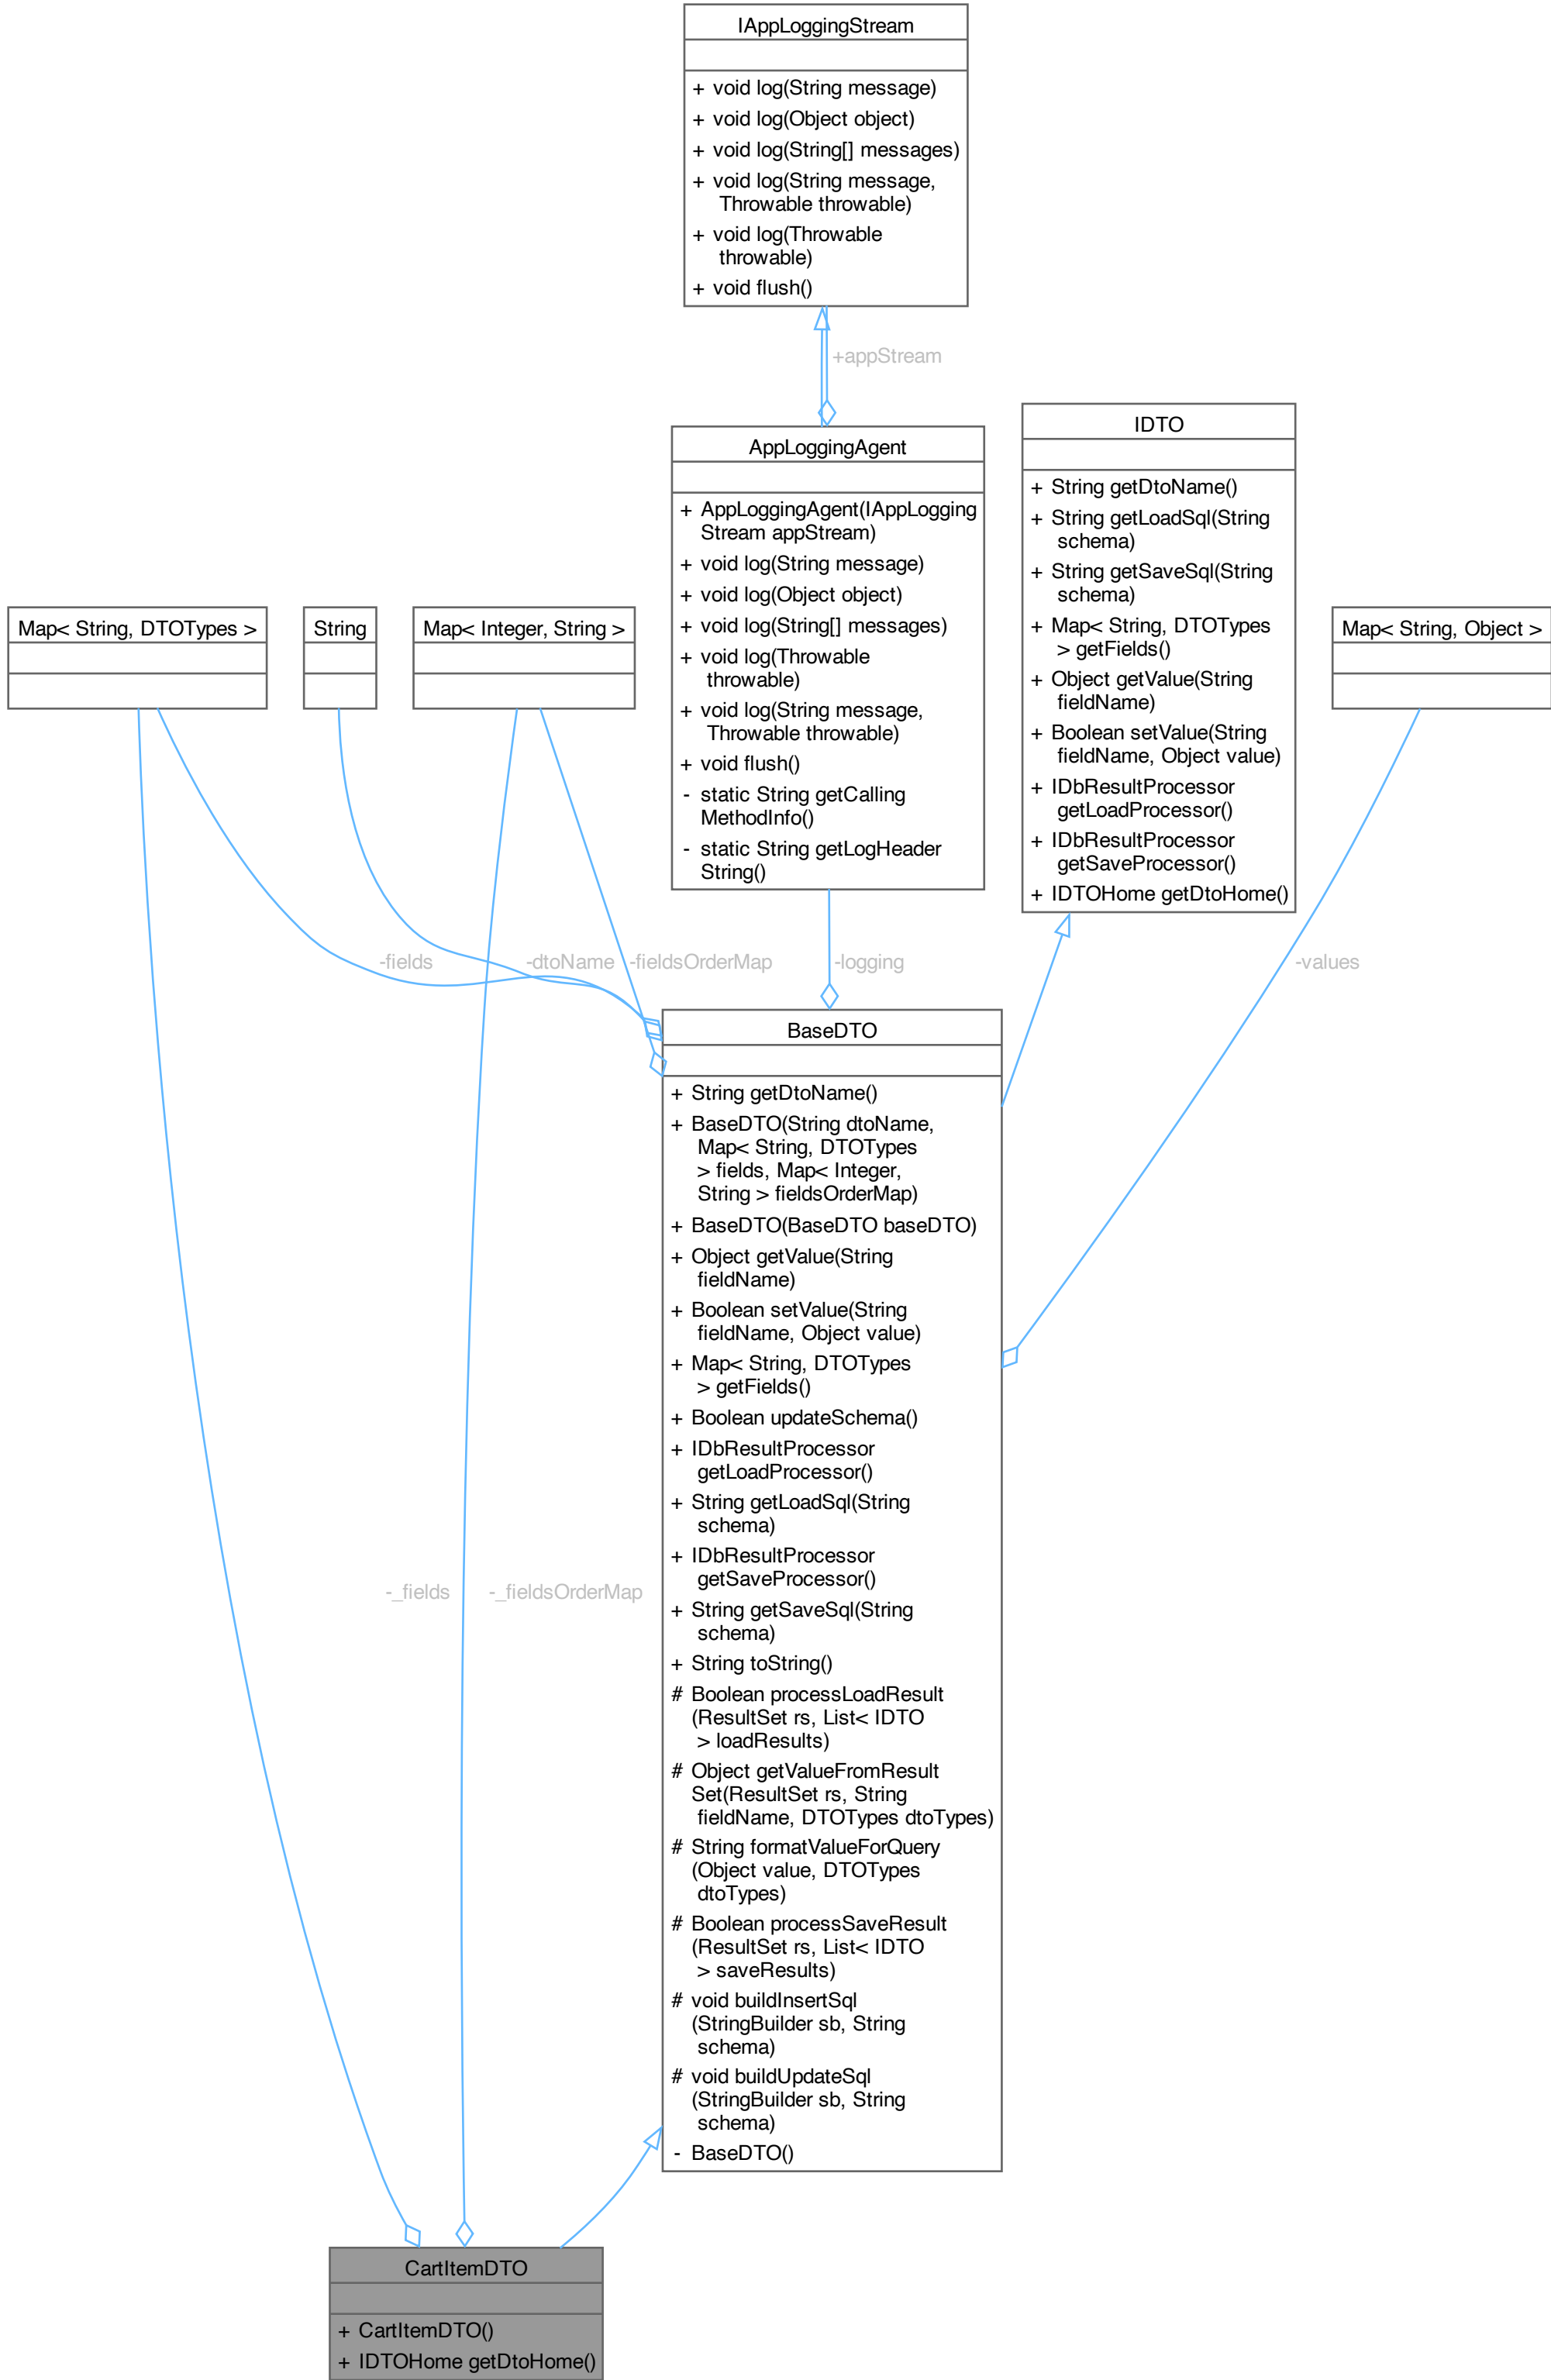 IAppLoggingStream
+ void log(String message)
+ void log(Object object)
+ void log(String[] messages)
+ void log(String message,
Throwable throwable)
+ void log(Throwable
throwable)
+ void flush()
+appStream
AppLoggingAgent
+ AppLoggingAgent(IAppLogging
Stream appStream)
+ void log(String message)
+ void log(Object object)
+ void log(String[] messages)
+ void log(Throwable
throwable)
+ void log(String message,
Throwable throwable)
+ void flush()
- static String getCalling
MethodInfo()
- static String getLogHeader
String()
IDTO
+ String getDtoName()
+ String getLoadSql(String
schema)
+ String getSaveSql(String
schema)
+ Map< String, DTOTypes
> getFields()
+ Object getValue(String
fieldName)
+ Boolean setValue(String
fieldName, Object value)
+ IDbResultProcessor
getLoadProcessor()
+ IDbResultProcessor
getSaveProcessor()
+ IDTOHome getDtoHome()
Map< String, DTOTypes >
String
Map< Integer, String >
Map< String, Object >
-fields
-dtoName
-fieldsOrderMap
-logging
-values
BaseDTO
+ String getDtoName()
+ BaseDTO(String dtoName,
Map< String, DTOTypes
> fields, Map< Integer,
String > fieldsOrderMap)
+ BaseDTO(BaseDTO baseDTO)
+ Object getValue(String
fieldName)
+ Boolean setValue(String
fieldName, Object value)
+ Map< String, DTOTypes
> getFields()
+ Boolean updateSchema()
+ IDbResultProcessor
getLoadProcessor()
+ String getLoadSql(String
schema)
+ IDbResultProcessor
getSaveProcessor()
+ String getSaveSql(String
schema)
+ String toString()
# Boolean processLoadResult
(ResultSet rs, List< IDTO
> loadResults)
# Object getValueFromResult
Set(ResultSet rs, String
fieldName, DTOTypes dtoTypes)
# String formatValueForQuery
(Object value, DTOTypes
dtoTypes)
# Boolean processSaveResult
(ResultSet rs, List< IDTO
> saveResults)
# void buildInsertSql
(StringBuilder sb, String
schema)
# void buildUpdateSql
(StringBuilder sb, String
schema)
- BaseDTO()
-_fields
-_fieldsOrderMap
CartItemDTO
+ CartItemDTO()
+ IDTOHome getDtoHome()